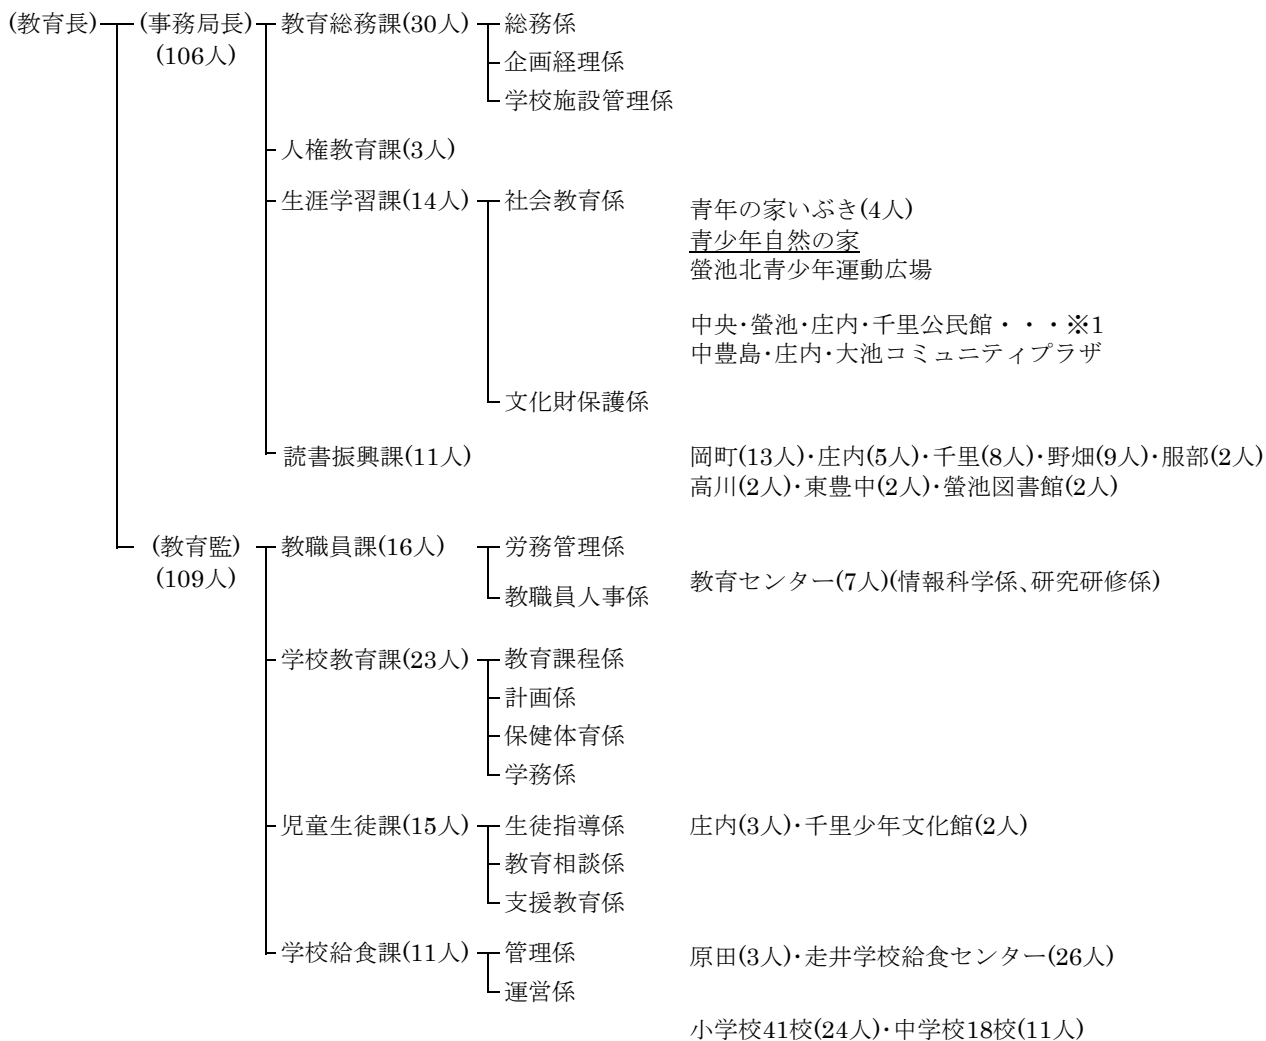 (教育長) (事務局長) 教育総務課(30人) 総務係
(106人)
企画経理係
学校施設管理係
人権教育課(3人)
生涯学習課(14人) 社会教育係
青年の家いぶき(4人)
青少年自然の家
螢池北青少年運動広場
中央･螢池･庄内･千里公民館・・・※1
中豊島･庄内･大池コミュニティプラザ
文化財保護係
読書振興課(11人) 岡町(13人)･庄内(5人)･千里(8人)･野畑(9人)･服部(2人)
高川(2人)･東豊中(2人)･螢池図書館(2人)
(教育監) 教職員課(16人) 労務管理係
(109人)
教育センター(7人)(情報科学係、研究研修係)
教職員人事係
学校教育課(23人) 教育課程係
計画係
保健体育係
学務係
児童生徒課(15人) 生徒指導係 庄内(3人)･千里少年文化館(2人)
教育相談係
支援教育係
学校給食課(11人) 管理係 原田(3人)･走井学校給食センター(26人)
運営係
小学校41校(24人)･中学校18校(11人)